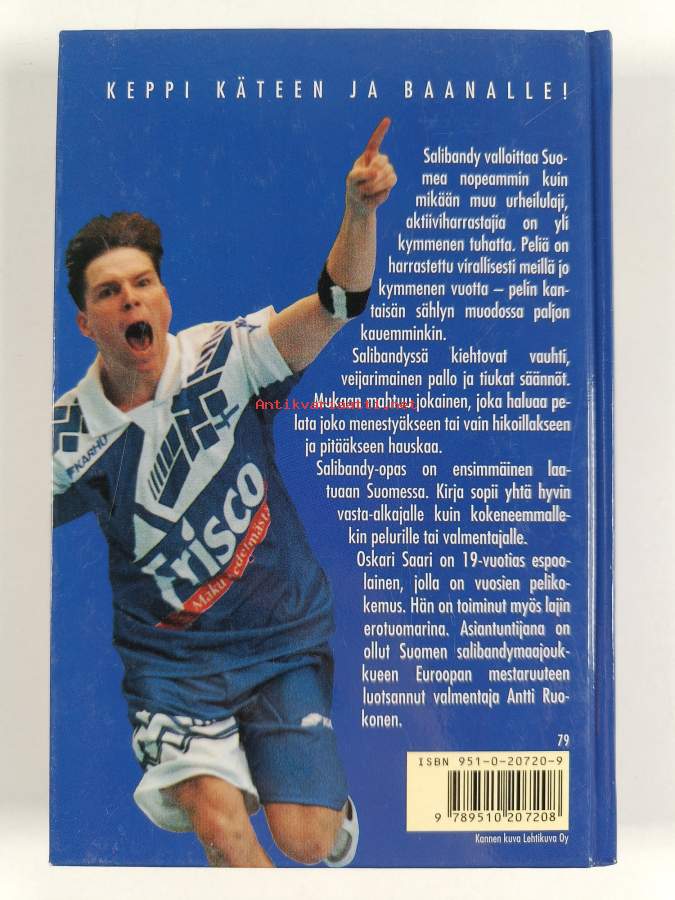 KEPPI KÄTEEN JA BAANALLE!
Salibandy valloittaa Suo-
mea nopeammin kuin
mikään muu urheilulaji,
aktiiviharrastajia on yli
kymmenen tuhatta. Peliä on
harrastettu virallisesti meillä jo
kymmenen vuotta – pelin kan-
taisän sählyn muodossa paljon
kauemminkin.
Salibandyssä kiehtovat vauhti,
veijarimainen pallo ja tiukat säännöt.
Antikvariaatti.net
Mukaan mahtuu jokainen, joka haluaa pe-
lata joko menestyäkseen tai vain hikoillakseen
ja pitääkseen hauskaa.
Salibandy-opas on ensimmäinen laa-
tuaan Suomessa. Kirja sopii yhtä hyvin
vasta-alkajalle kuin kokeneemmalle-
kin pelurille tai valmentajalle.
Oskari Saari on 19-vuotias espoo-
lainen, jolla on vuosien peliko-
kemus. Hän on toiminut myös lajin
erotuomarina. Asiantuntijana on
ollut Suomen salibandymaajouk-
kueen Euroopan mestaruuteen
luotsannut valmentaja Antti Ruo-
konen.
KARHU
Frisco
Maku edelmästä
79
ISBN 951-0-20720-9
9 789510 207208
Kannen kuva Lehtikuva Oy